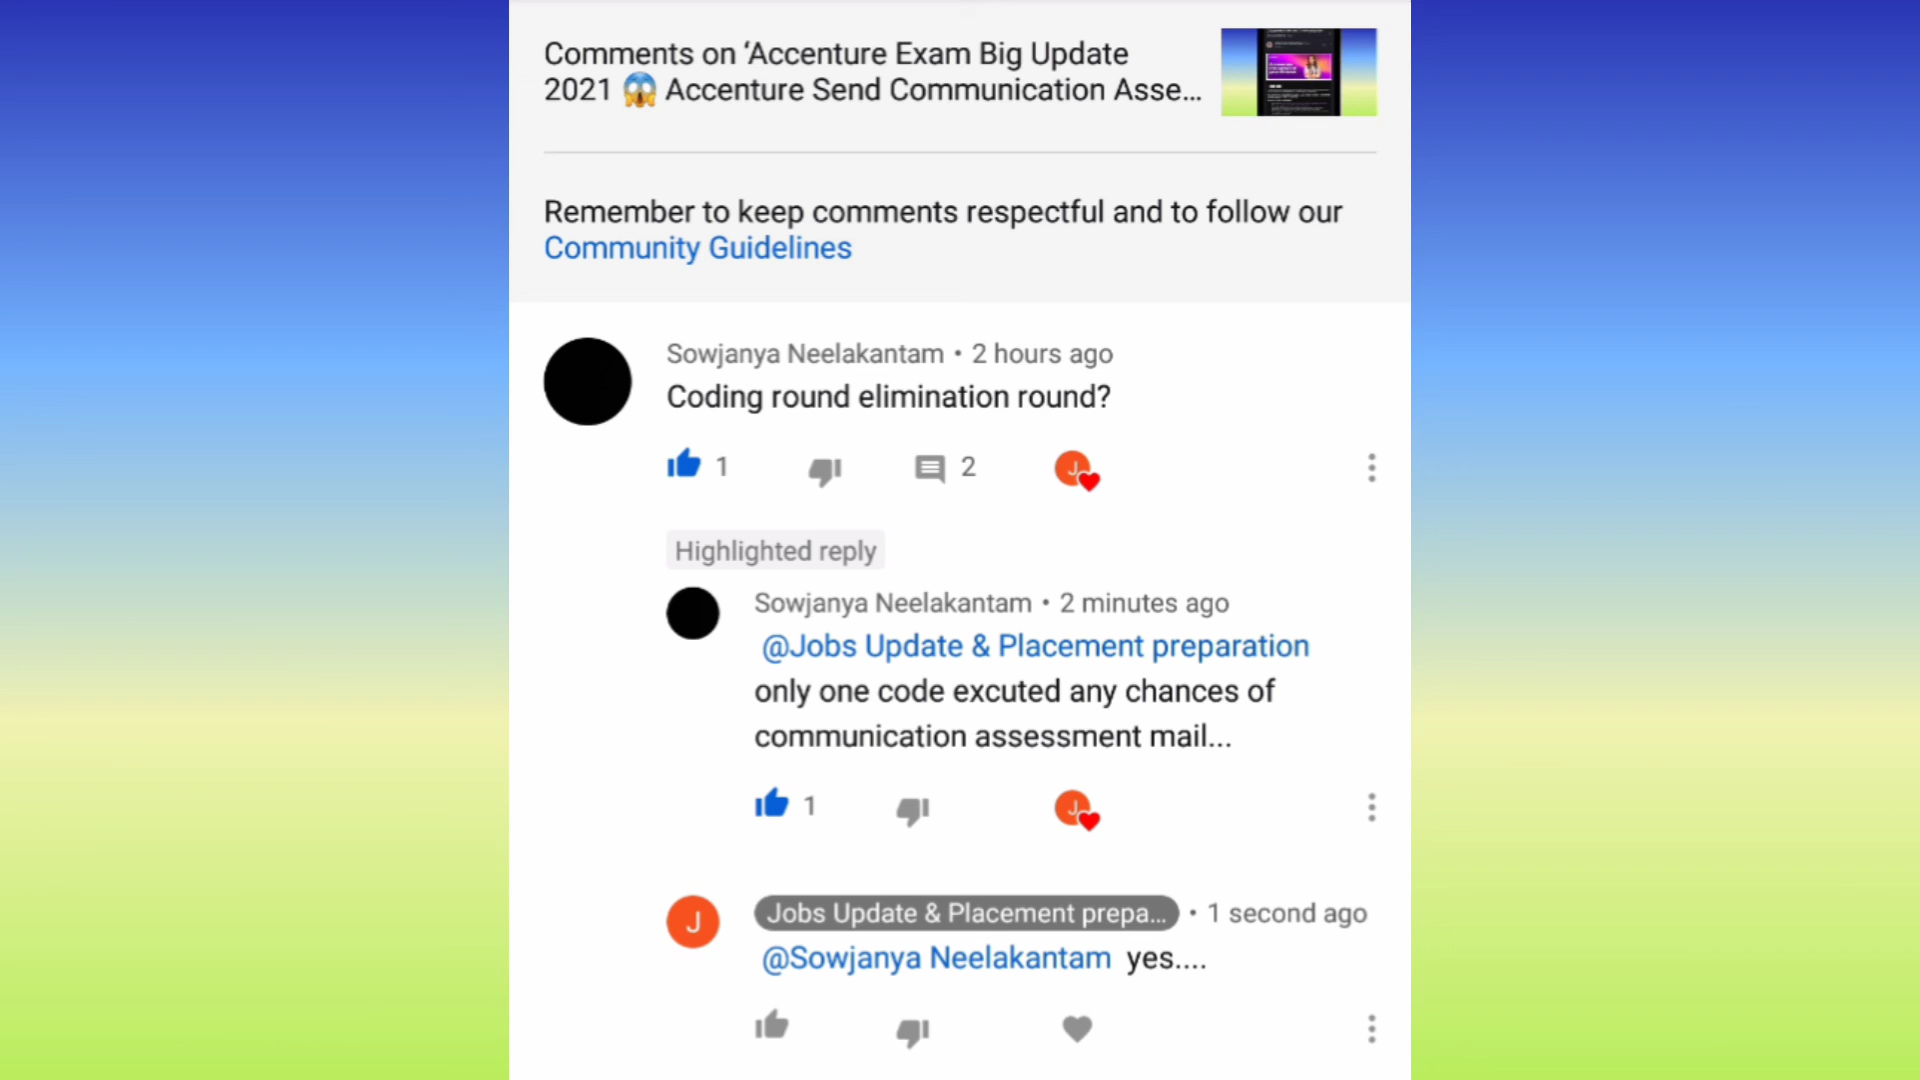 Comments on ‘Accenture Exam Big Update
2021 😱 Accenture Send Communication Asse...
Remember to keep comments respectful and to follow our
Community Guidelines
Sowjanya Neelakantam • 2 hours ago
Coding round elimination round?
1 2 J
Highlighted reply
Sowjanya Neelakantam • 2 minutes ago
@Jobs Update & Placement preparation
only one code excuted any chances of
communication assessment mail...
1 J
J Jobs Update & Placement prepa... • 1 second ago
@Sowjanya Neelakantam yes....